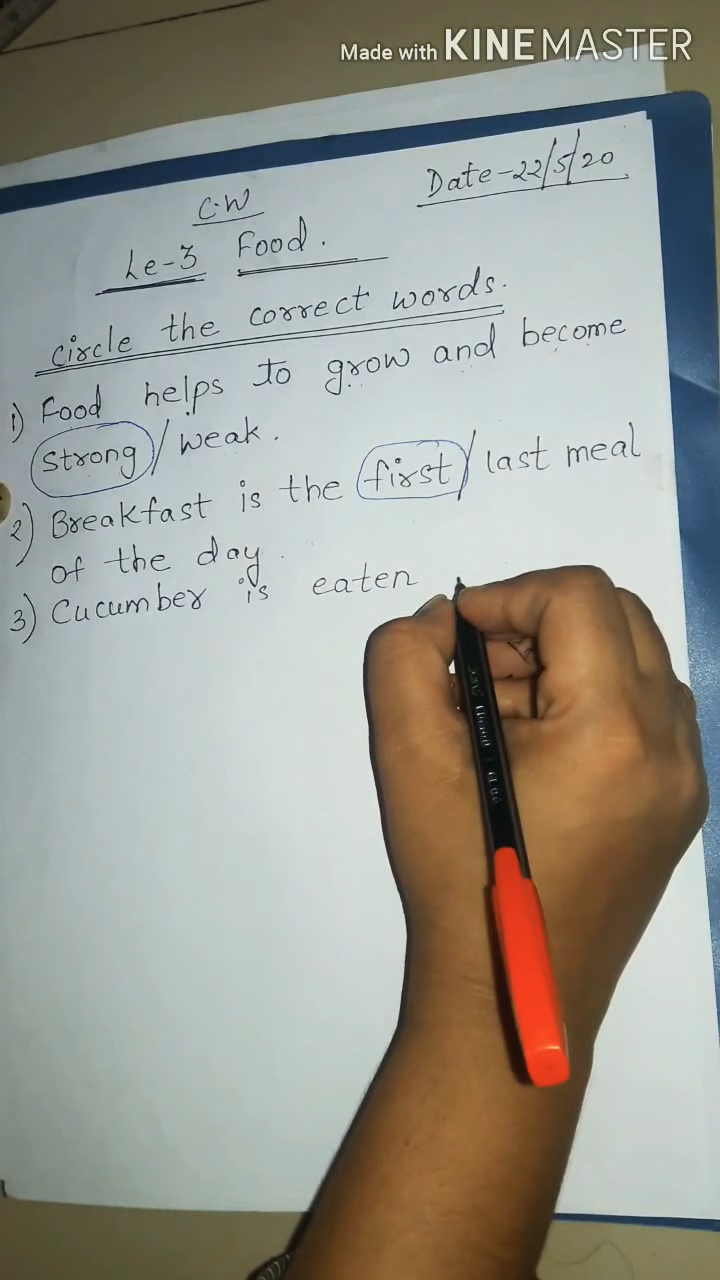 Made with KINEMASTER
Date-22/5/20
C.W
Le-3 Food.
Circle the correct words.
1) Food helps to grow and become
strong/weak.
2) Breakfast is the first/last meal
of the day.
3) Cucumber is eaten